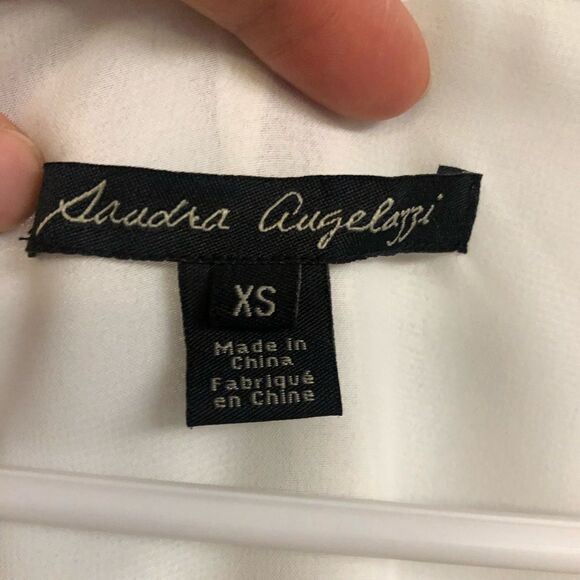 Sandra Angelozzi
XS
Made in
China
Fabriqué
en Chine